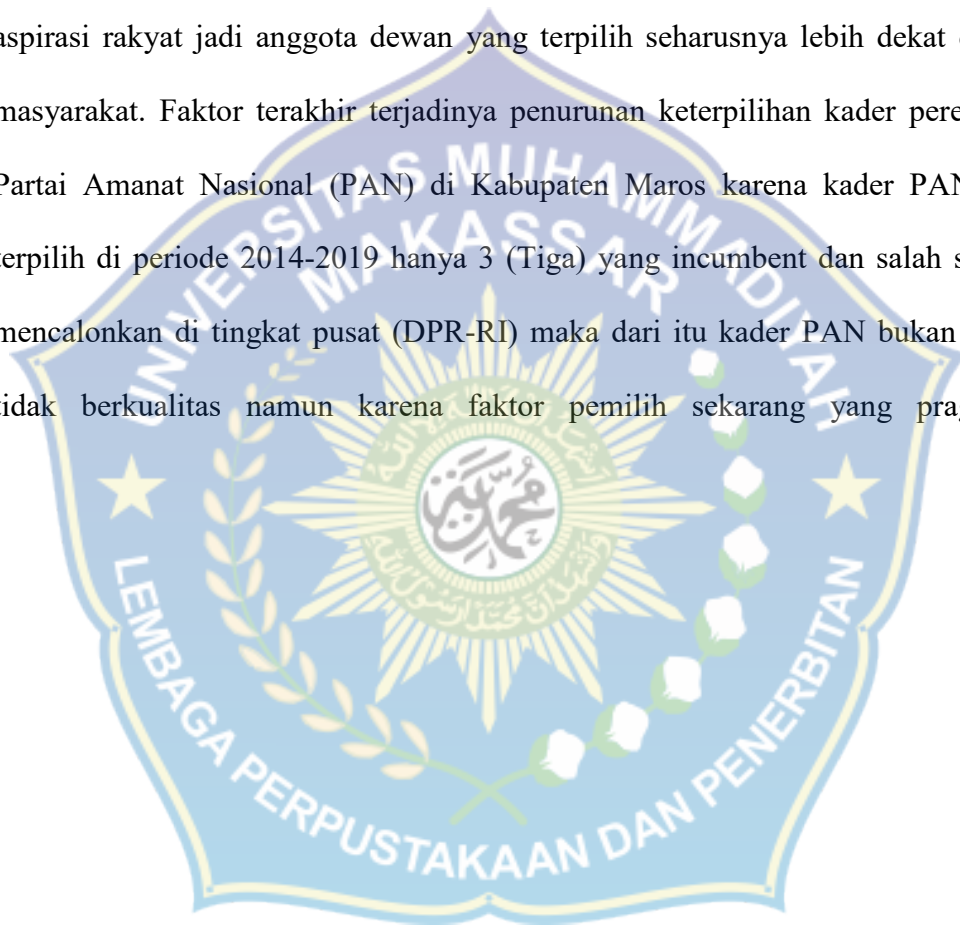 aspirasi rakyat jadi anggota dewan yang terpilih seharusnya lebih dekat
masyarakat. Faktor terakhir terjadinya penurunan keterpilihan kader pere
Partai Amanat Nasional (PAN) di Kabupaten Maros karena kader PAN
terpilih di periode 2014-2019 hanya 3 (Tiga) yang incumbent dan salah s
mencalonkan di tingkat pusat (DPR-RI) maka dari itu kader PAN bukan
tidak berkualitas namun karena faktor pemilih sekarang yang prag
UNIVERSITAS MUHAMMADIYAH
MAKASSAR
محمد
LEMBAGA PERPUSTAKAAN DAN PENERBITAN